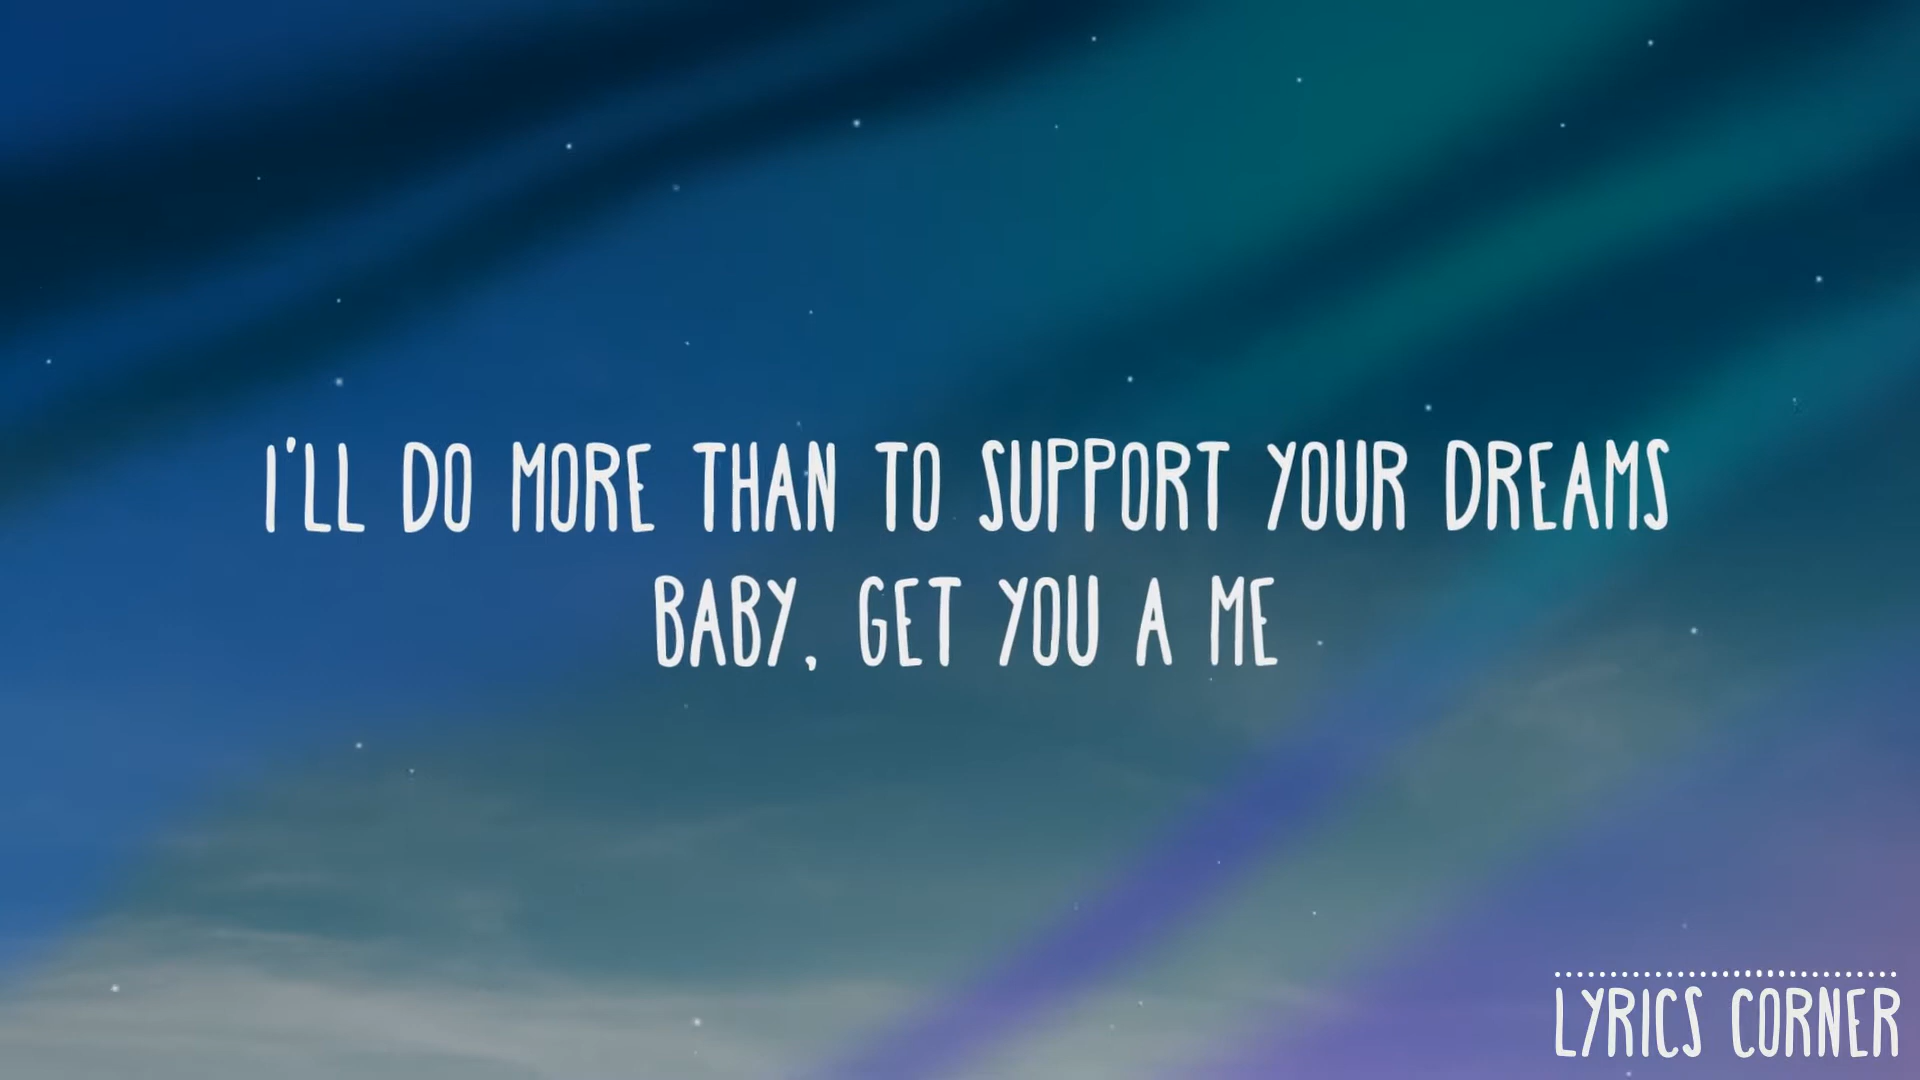 I'LL DO MORE THAN TO SUPPORT YOUR DREAMS
BABY, GET YOU A ME
LYRICS CORNER